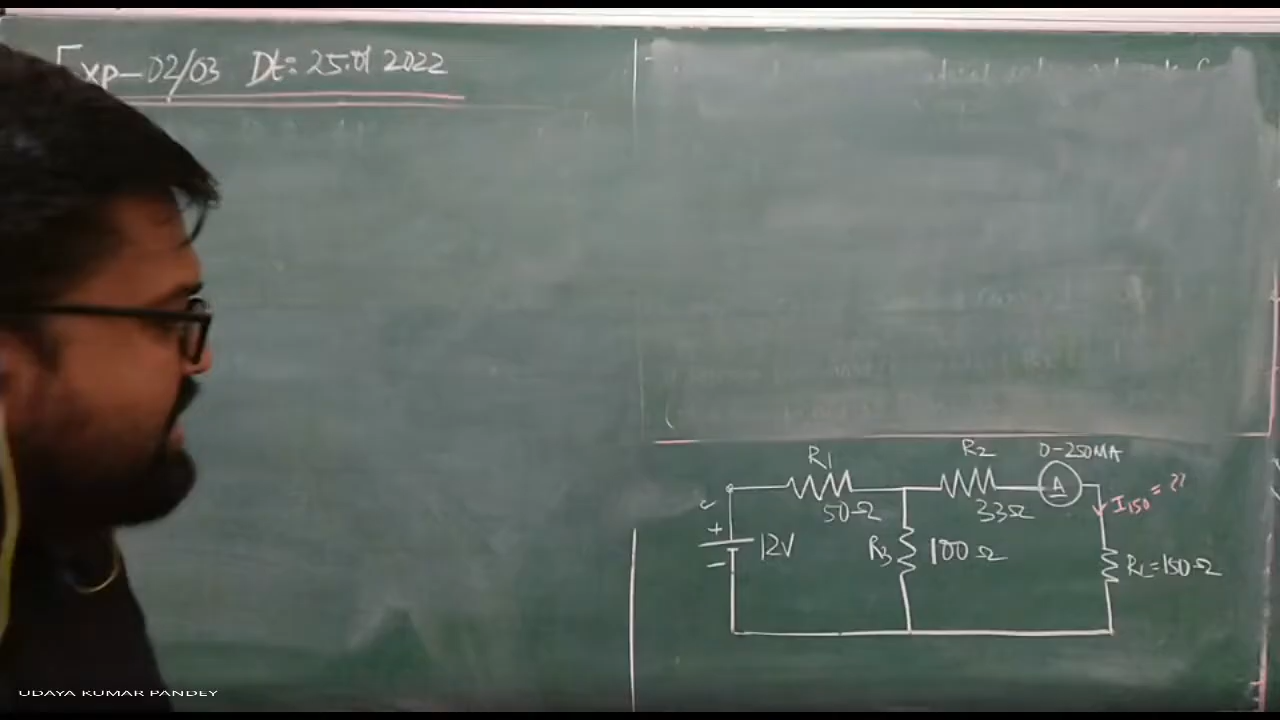 Exp-02/03 Dt: 25.01 2022
R1
R2
0-250MA
50Ω
33Ω
A
I150 = ??
+
12V
-
R3
100 Ω
RL=150Ω
UDAYA KUMAR PANDEY